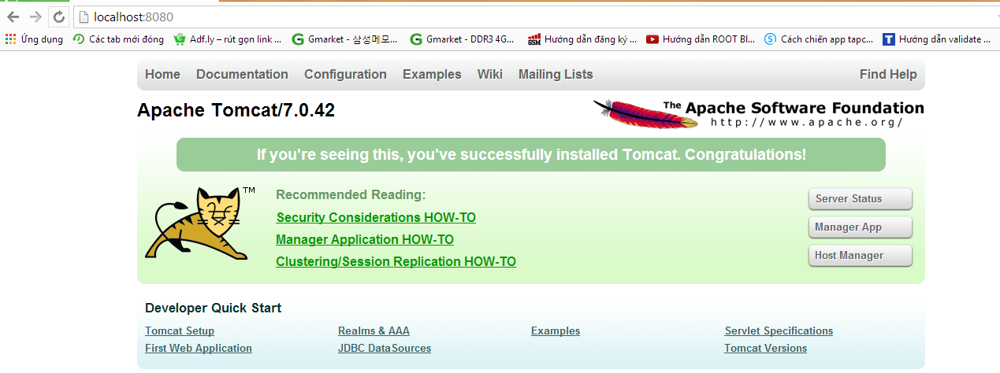 localhost:8080
Ứng dụng Các tab mới đóng Adf.ly – rút gọn link ... Gmarket - 삼성메모... Gmarket - DDR3 4G... GSM Hướng dẫn đăng ký ... Hướng dẫn ROOT BI... Cách chiến app tapc... Hướng dẫn validate ...
Home Documentation Configuration Examples Wiki Mailing Lists Find Help
Apache Tomcat/7.0.42
The Apache Software Foundation
http://www.apache.org/
If you're seeing this, you've successfully installed Tomcat. Congratulations!
TM
Recommended Reading:
Security Considerations HOW-TO
Manager Application HOW-TO
Clustering/Session Replication HOW-TO
Server Status
Manager App
Host Manager
Developer Quick Start
Tomcat Setup Realms & AAA Examples Servlet Specifications
First Web Application JDBC DataSources Tomcat Versions